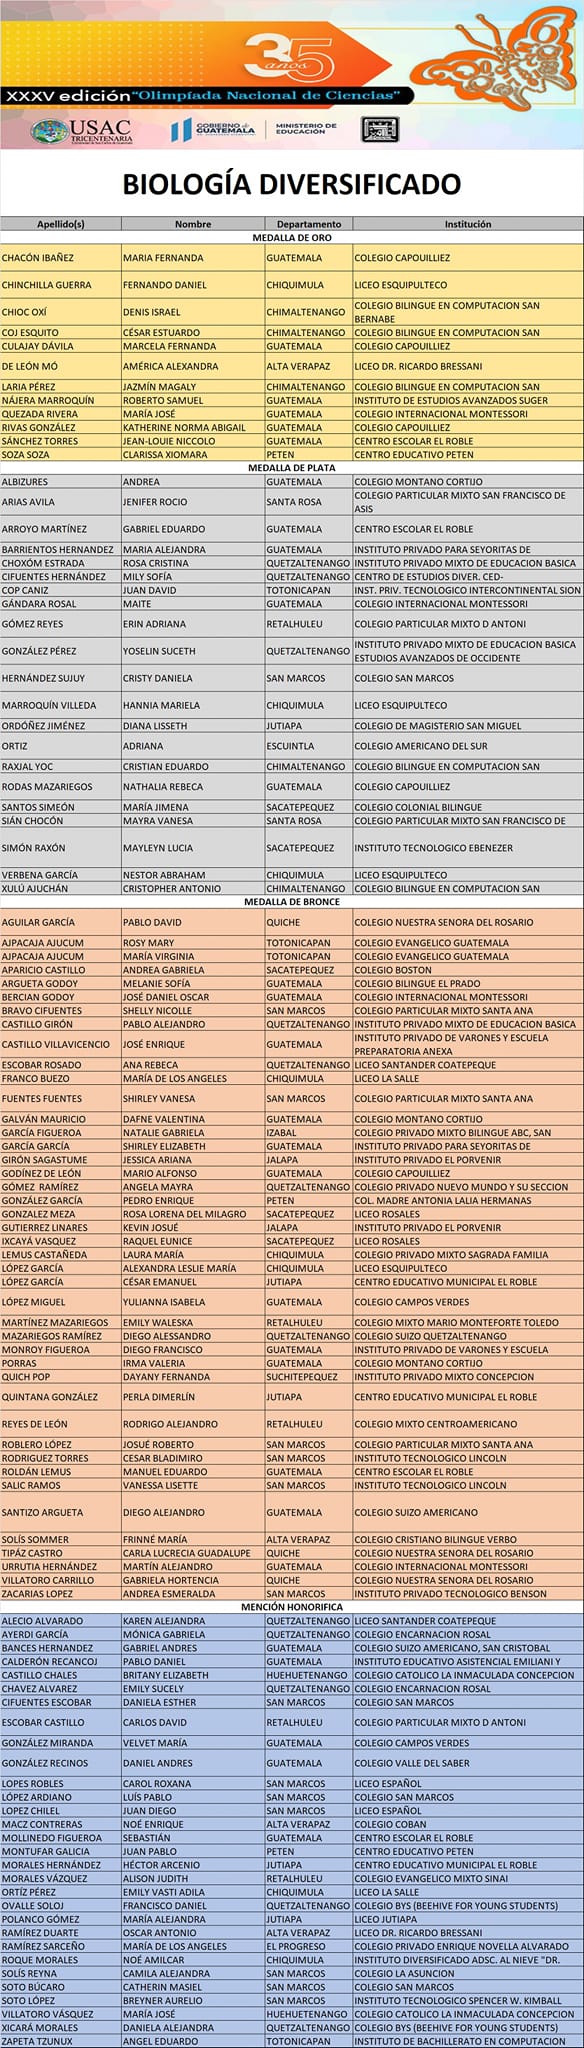 35
años
XXXV edición "Olimpíada Nacional de Ciencias"
USAC
TRICENTENARIA
Universidad de San Carlos de Guatemala
GOBIERNO de
GUATEMALA
MINISTERIO DE
EDUCACIÓN
BIOLOGÍA DIVERSIFICADO
Apellido(s) Nombre Departamento Institución
MEDALLA DE ORO
CHACÓN IBAÑEZ MARIA FERNANDA GUATEMALA COLEGIO CAPOUILLIEZ
CHINCHILLA GUERRA FERNANDO DANIEL CHIQUIMULA LICEO ESQUIPULTECO
CHIOC OXÍ DENIS ISRAEL CHIMALTENANGO COLEGIO BILINGUE EN COMPUTACION SAN
BERNABE
COJ ESQUITO CÉSAR ESTUARDO CHIMALTENANGO COLEGIO BILINGUE EN COMPUTACION SAN
CULAJAY DÁVILA MARCELA FERNANDA GUATEMALA COLEGIO CAPOUILLIEZ
DE LEÓN MÓ AMÉRICA ALEXANDRA ALTA VERAPAZ LICEO DR. RICARDO BRESSANI
LARIA PÉREZ JAZMÍN MAGALY CHIMALTENANGO COLEGIO BILINGUE EN COMPUTACION SAN
NÁJERA MARROQUÍN ROBERTO SAMUEL GUATEMALA INSTITUTO DE ESTUDIOS AVANZADOS SUGER
QUEZADA RIVERA MARÍA JOSÉ GUATEMALA COLEGIO INTERNACIONAL MONTESSORI
RIVAS GONZÁLEZ KATHERINE NORMA ABIGAIL GUATEMALA COLEGIO CAPOUILLIEZ
SÁNCHEZ TORRES JEAN-LOUIE NICCOLO GUATEMALA CENTRO ESCOLAR EL ROBLE
SOZA SOZA CLARISSA XIOMARA PETEN CENTRO EDUCATIVO PETEN
MEDALLA DE PLATA
ALBIZURES ANDREA GUATEMALA COLEGIO MONTANO CORTIJO
ARIAS AVILA JENIFER ROCIO SANTA ROSA COLEGIO PARTICULAR MIXTO SAN FRANCISCO DE
ASIS
ARROYO MARTÍNEZ GABRIEL EDUARDO GUATEMALA CENTRO ESCOLAR EL ROBLE
BARRIENTOS HERNANDEZ MARIA ALEJANDRA GUATEMALA INSTITUTO PRIVADO PARA SEYORITAS DE
CHOXÓM ESTRADA ROSA CRISTINA QUETZALTENANGO INSTITUTO PRIVADO MIXTO DE EDUCACION BASICA
CIFUENTES HERNÁNDEZ MILY SOFÍA QUETZALTENANGO CENTRO DE ESTUDIOS DIVER. CED-
COP CANIZ JUAN DAVID TOTONICAPAN INST. PRIV. TECNOLOGICO INTERCONTINENTAL SION
GÁNDARA ROSAL MAITE GUATEMALA COLEGIO INTERNACIONAL MONTESSORI
GÓMEZ REYES ERIN ADRIANA RETALHULEU COLEGIO PARTICULAR MIXTO D ANTONI
GONZÁLEZ PÉREZ YOSELIN SUCETH QUETZALTENANGO INSTITUTO PRIVADO MIXTO DE EDUCACION BASICA
ESTUDIOS AVANZADOS DE OCCIDENTE
HERNÁNDEZ SUJUY CRISTY DANIELA SAN MARCOS COLEGIO SAN MARCOS
MARROQUÍN VILLEDA HANNIA MARIELA CHIQUIMULA LICEO ESQUIPULTECO
ORDÓÑEZ JIMÉNEZ DIANA LISSETH JUTIAPA COLEGIO DE MAGISTERIO SAN MIGUEL
ORTIZ ADRIANA ESCUINTLA COLEGIO AMERICANO DEL SUR
RAXJAL YOC CRISTIAN EDUARDO CHIMALTENANGO COLEGIO BILINGUE EN COMPUTACION SAN
RODAS MAZARIEGOS NATHALIA REBECA GUATEMALA COLEGIO CAPOUILLIEZ
SANTOS SIMEÓN MARÍA JIMENA SACATEPEQUEZ COLEGIO COLONIAL BILINGUE
SIÁN CHOCÓN MAYRA VANESA SANTA ROSA COLEGIO PARTICULAR MIXTO SAN FRANCISCO DE
SIMÓN RAXÓN MAYLEYN LUCIA SACATEPEQUEZ INSTITUTO TECNOLOGICO EBENEZER
VERBENA GARCÍA NESTOR ABRAHAM CHIQUIMULA LICEO ESQUIPULTECO
XULÚ AJUCHÁN CRISTOPHER ANTONIO CHIMALTENANGO COLEGIO BILINGUE EN COMPUTACION SAN
MEDALLA DE BRONCE
AGUILAR GARCÍA PABLO DAVID QUICHE COLEGIO NUESTRA SENORA DEL ROSARIO
AJPACAJA AJUCUM ROSY MARY TOTONICAPAN COLEGIO EVANGELICO GUATEMALA
AJPACAJA AJUCUM MARÍA VIRGINIA TOTONICAPAN COLEGIO EVANGELICO GUATEMALA
APARICIO CASTILLO ANDREA GABRIELA SACATEPEQUEZ COLEGIO BOSTON
ARGUETA GODOY MELANIE SOFÍA GUATEMALA COLEGIO BILINGUE EL PRADO
BERCIAN GODOY JOSÉ DANIEL OSCAR GUATEMALA COLEGIO INTERNACIONAL MONTESSORI
BRAVO CIFUENTES SHELLY NICOLLE SAN MARCOS COLEGIO PARTICULAR MIXTO SANTA ANA
CASTILLO GIRÓN PABLO ALEJANDRO QUETZALTENANGO INSTITUTO PRIVADO MIXTO DE EDUCACION BASICA
CASTILLO VILLAVICENCIO JOSÉ ENRIQUE GUATEMALA INSTITUTO PRIVADO DE VARONES Y ESCUELA
PREPARATORIA ANEXA
ESCOBAR ROSADO ANA REBECA QUETZALTENANGO LICEO SANTANDER COATEPEQUE
FRANCO BUEZO MARÍA DE LOS ANGELES CHIQUIMULA LICEO LA SALLE
FUENTES FUENTES SHIRLEY VANESA SAN MARCOS COLEGIO PARTICULAR MIXTO SANTA ANA
GALVÁN MAURICIO DAFNE VALENTINA GUATEMALA COLEGIO MONTANO CORTIJO
GARCÍA FIGUEROA NATALIE GABRIELA IZABAL COLEGIO PRIVADO MIXTO BILINGUE ABC, SAN
GARCÍA GARCÍA SHIRLEY ELIZABETH GUATEMALA INSTITUTO PRIVADO PARA SEYORITAS DE
GIRÓN SAGASTUME JESSICA ARIANA JALAPA INSTITUTO PRIVADO EL PORVENIR
GODÍNEZ DE LEÓN MARIO ALFONSO GUATEMALA COLEGIO CAPOUILLIEZ
GÓMEZ RAMÍREZ ANGELA MAYRA QUETZALTENANGO COLEGIO PRIVADO NUEVO MUNDO Y SU SECCION
GONZÁLEZ GARCÍA PEDRO ENRIQUE PETEN COL. MADRE ANTONIA LALIA HERMANAS
GONZALEZ MEZA ROSA LORENA DEL MILAGRO SACATEPEQUEZ LICEO ROSALES
GUTIERREZ LINARES KEVIN JOSUÉ JALAPA INSTITUTO PRIVADO EL PORVENIR
IXCAYÁ VASQUEZ RAQUEL EUNICE SACATEPEQUEZ LICEO ROSALES
LEMUS CASTAÑEDA LAURA MARÍA CHIQUIMULA COLEGIO PRIVADO MIXTO SAGRADA FAMILIA
LÓPEZ GARCÍA ALEXANDRA LESLIE MARÍA CHIQUIMULA LICEO ESQUIPULTECO
LÓPEZ GARCÍA CÉSAR EMANUEL JUTIAPA CENTRO EDUCATIVO MUNICIPAL EL ROBLE
LÓPEZ MIGUEL YULIANNA ISABELA GUATEMALA COLEGIO CAMPOS VERDES
MARTÍNEZ MAZARIEGOS EMILY WALESKA RETALHULEU COLEGIO MIXTO MARIO MONTEFORTE TOLEDO
MAZARIEGOS RAMÍREZ DIEGO ALESSANDRO QUETZALTENANGO COLEGIO SUIZO QUETZALTENANGO
MONROY FIGUEROA DIEGO FRANCISCO GUATEMALA INSTITUTO PRIVADO DE VARONES Y ESCUELA
PORRAS IRMA VALERIA GUATEMALA COLEGIO MONTANO CORTIJO
QUICH POP DAYANY FERNANDA SUCHITEPEQUEZ INSTITUTO PRIVADO MIXTO CONCEPCION
QUINTANA GONZÁLEZ PERLA DIMERLÍN JUTIAPA CENTRO EDUCATIVO MUNICIPAL EL ROBLE
REYES DE LEÓN RODRIGO ALEJANDRO RETALHULEU COLEGIO MIXTO CENTROAMERICANO
ROBLERO LÓPEZ JOSUÉ ROBERTO SAN MARCOS COLEGIO PARTICULAR MIXTO SANTA ANA
RODRIGUEZ TORRES CESAR BLADIMIRO SAN MARCOS INSTITUTO TECNOLOGICO LINCOLN
ROLDÁN LEMUS MANUEL EDUARDO GUATEMALA CENTRO ESCOLAR EL ROBLE
SALIC RAMOS VANESSA LISETTE SAN MARCOS INSTITUTO TECNOLOGICO LINCOLN
SANTIZO ARGUETA DIEGO ALEJANDRO GUATEMALA COLEGIO SUIZO AMERICANO
SOLÍS SOMMER FRINNÉ MARÍA ALTA VERAPAZ COLEGIO CRISTIANO BILINGUE VERBO
TIPÁZ CASTRO CARLA LUCRECIA GUADALUPE QUICHE COLEGIO NUESTRA SENORA DEL ROSARIO
URRUTIA HERNÁNDEZ MARTÍN ALEJANDRO GUATEMALA COLEGIO INTERNACIONAL MONTESSORI
VILLATORO CARRILLO GABRIELA HORTENCIA QUICHE COLEGIO NUESTRA SENORA DEL ROSARIO
ZACARIAS LOPEZ ANDREA ESMERALDA SAN MARCOS INSTITUTO PRIVADO TECNOLOGICO BENSON
MENCIÓN HONORIFICA
ALECIO ALVARADO KAREN ALEJANDRA QUETZALTENANGO LICEO SANTANDER COATEPEQUE
AYERDI GARCÍA MÓNICA GABRIELA QUETZALTENANGO COLEGIO ENCARNACION ROSAL
BANCES HERNANDEZ GABRIEL ANDRES GUATEMALA COLEGIO SUIZO AMERICANO, SAN CRISTOBAL
CALDERÓN RECANCOJ PABLO DANIEL GUATEMALA INSTITUTO EDUCATIVO ASISTENCIAL EMILIANI Y
CASTILLO CHALES BRITANY ELIZABETH HUEHUETENANGO COLEGIO CATOLICO LA INMACULADA CONCEPCION
CHAVEZ ALVAREZ EMILY SUCELY QUETZALTENANGO COLEGIO ENCARNACION ROSAL
CIFUENTES ESCOBAR DANIELA ESTHER SAN MARCOS COLEGIO SAN MARCOS
ESCOBAR CASTILLO CARLOS DAVID RETALHULEU COLEGIO PARTICULAR MIXTO D ANTONI
GONZÁLEZ MIRANDA VELVET MARÍA GUATEMALA COLEGIO CAMPOS VERDES
GONZÁLEZ RECINOS DANIEL ANDRES GUATEMALA COLEGIO VALLE DEL SABER
LOPES ROBLES CAROL ROXANA SAN MARCOS LICEO ESPAÑOL
LÓPEZ ARDIANO LUÍS PABLO SAN MARCOS COLEGIO SAN MARCOS
LOPEZ CHILEL JUAN DIEGO SAN MARCOS LICEO ESPAÑOL
MACZ CONTRERAS NOÉ ENRIQUE ALTA VERAPAZ COLEGIO COBAN
MOLLINEDO FIGUEROA SEBASTIÁN GUATEMALA CENTRO ESCOLAR EL ROBLE
MONTUFAR GALICIA JUAN PABLO PETEN CENTRO EDUCATIVO PETEN
MORALES HERNÁNDEZ HÉCTOR ARCENIO JUTIAPA CENTRO EDUCATIVO MUNICIPAL EL ROBLE
MORALES VÁZQUEZ ALISON JUDITH RETALHULEU COLEGIO EVANGELICO MIXTO SINAI
ORTÍZ PÉREZ EMILY VASTI ADILA CHIQUIMULA LICEO LA SALLE
OVALLE SOLOJ FRANCISCO DANIEL QUETZALTENANGO COLEGIO BYS (BEEHIVE FOR YOUNG STUDENTS)
POLANCO GÓMEZ MARÍA ALEJANDRA JUTIAPA LICEO JUTIAPA
RAMÍREZ DUARTE OSCAR ANTONIO ALTA VERAPAZ LICEO DR. RICARDO BRESSANI
RAMÍREZ SARCEÑO MARÍA DE LOS ANGELES EL PROGRESO COLEGIO PRIVADO ENRIQUE NOVELLA ALVARADO
ROQUE MORALES NOÉ AMILCAR CHIQUIMULA INSTITUTO DIVERSIFICADO ADSC. AL NIEVE "DR.
SOLÍS REYNA CAMILA ALEJANDRA SAN MARCOS COLEGIO LA ASUNCION
SOTO BÚCARO CATHERIN MASIEL SAN MARCOS COLEGIO SAN MARCOS
SOTO LÓPEZ BREYNER AURELIO SAN MARCOS INSTITUTO TECNOLOGICO SPENCER W. KIMBALL
VILLATORO VÁSQUEZ MARÍA JOSÉ HUEHUETENANGO COLEGIO CATOLICO LA INMACULADA CONCEPCION
XICARÁ MORALES DANIELA ALEJANDRA QUETZALTENANGO COLEGIO BYS (BEEHIVE FOR YOUNG STUDENTS)
ZAPETA TZUNUX ANGEL EDUARDO TOTONICAPAN INSTITUTO DE BACHILLERATO EN COMPUTACION